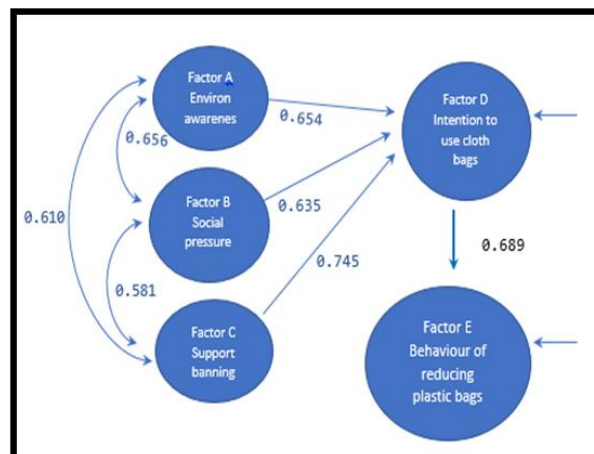 Factor A
Environ
awarenes
0.654
0.656
Factor B
Social
pressure
0.635
0.610
0.581
Factor C
Support
banning
0.745
Factor D
Intention to
use cloth
bags
0.689
Factor E
Behaviour of
reducing
plastic bags